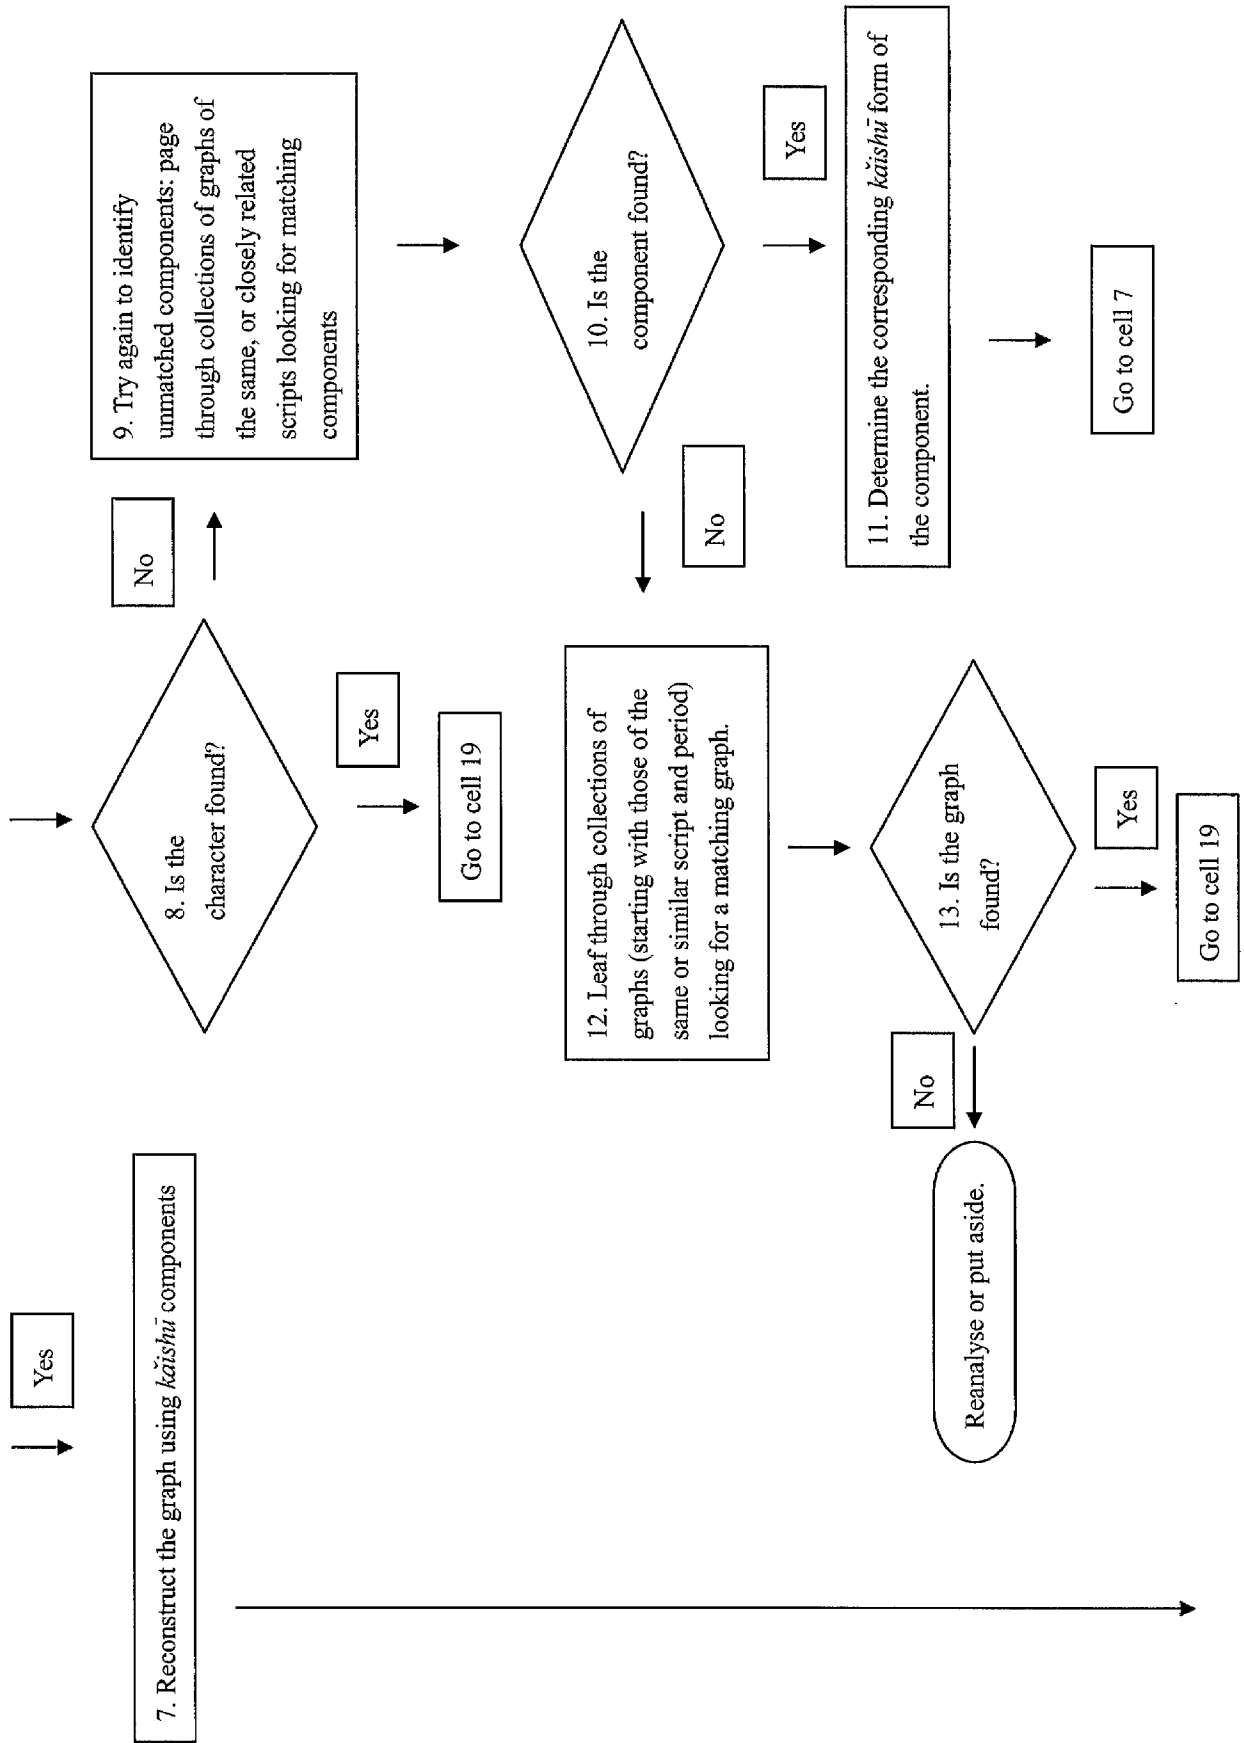 Yes
7. Reconstruct the graph using kǎishū components
8. Is the
character found?
No
Yes
Go to cell 19
9. Try again to identify
unmatched components: page
through collections of graphs of
the same, or closely related
scripts looking for matching
components
10. Is the
component found?
No
Yes
11. Determine the corresponding kǎishū form of
the component.
Go to cell 7
12. Leaf through collections of
graphs (starting with those of the
same or similar script and period)
looking for a matching graph.
13. Is the graph
found?
No
Reanalyse or put aside.
Yes
Go to cell 19